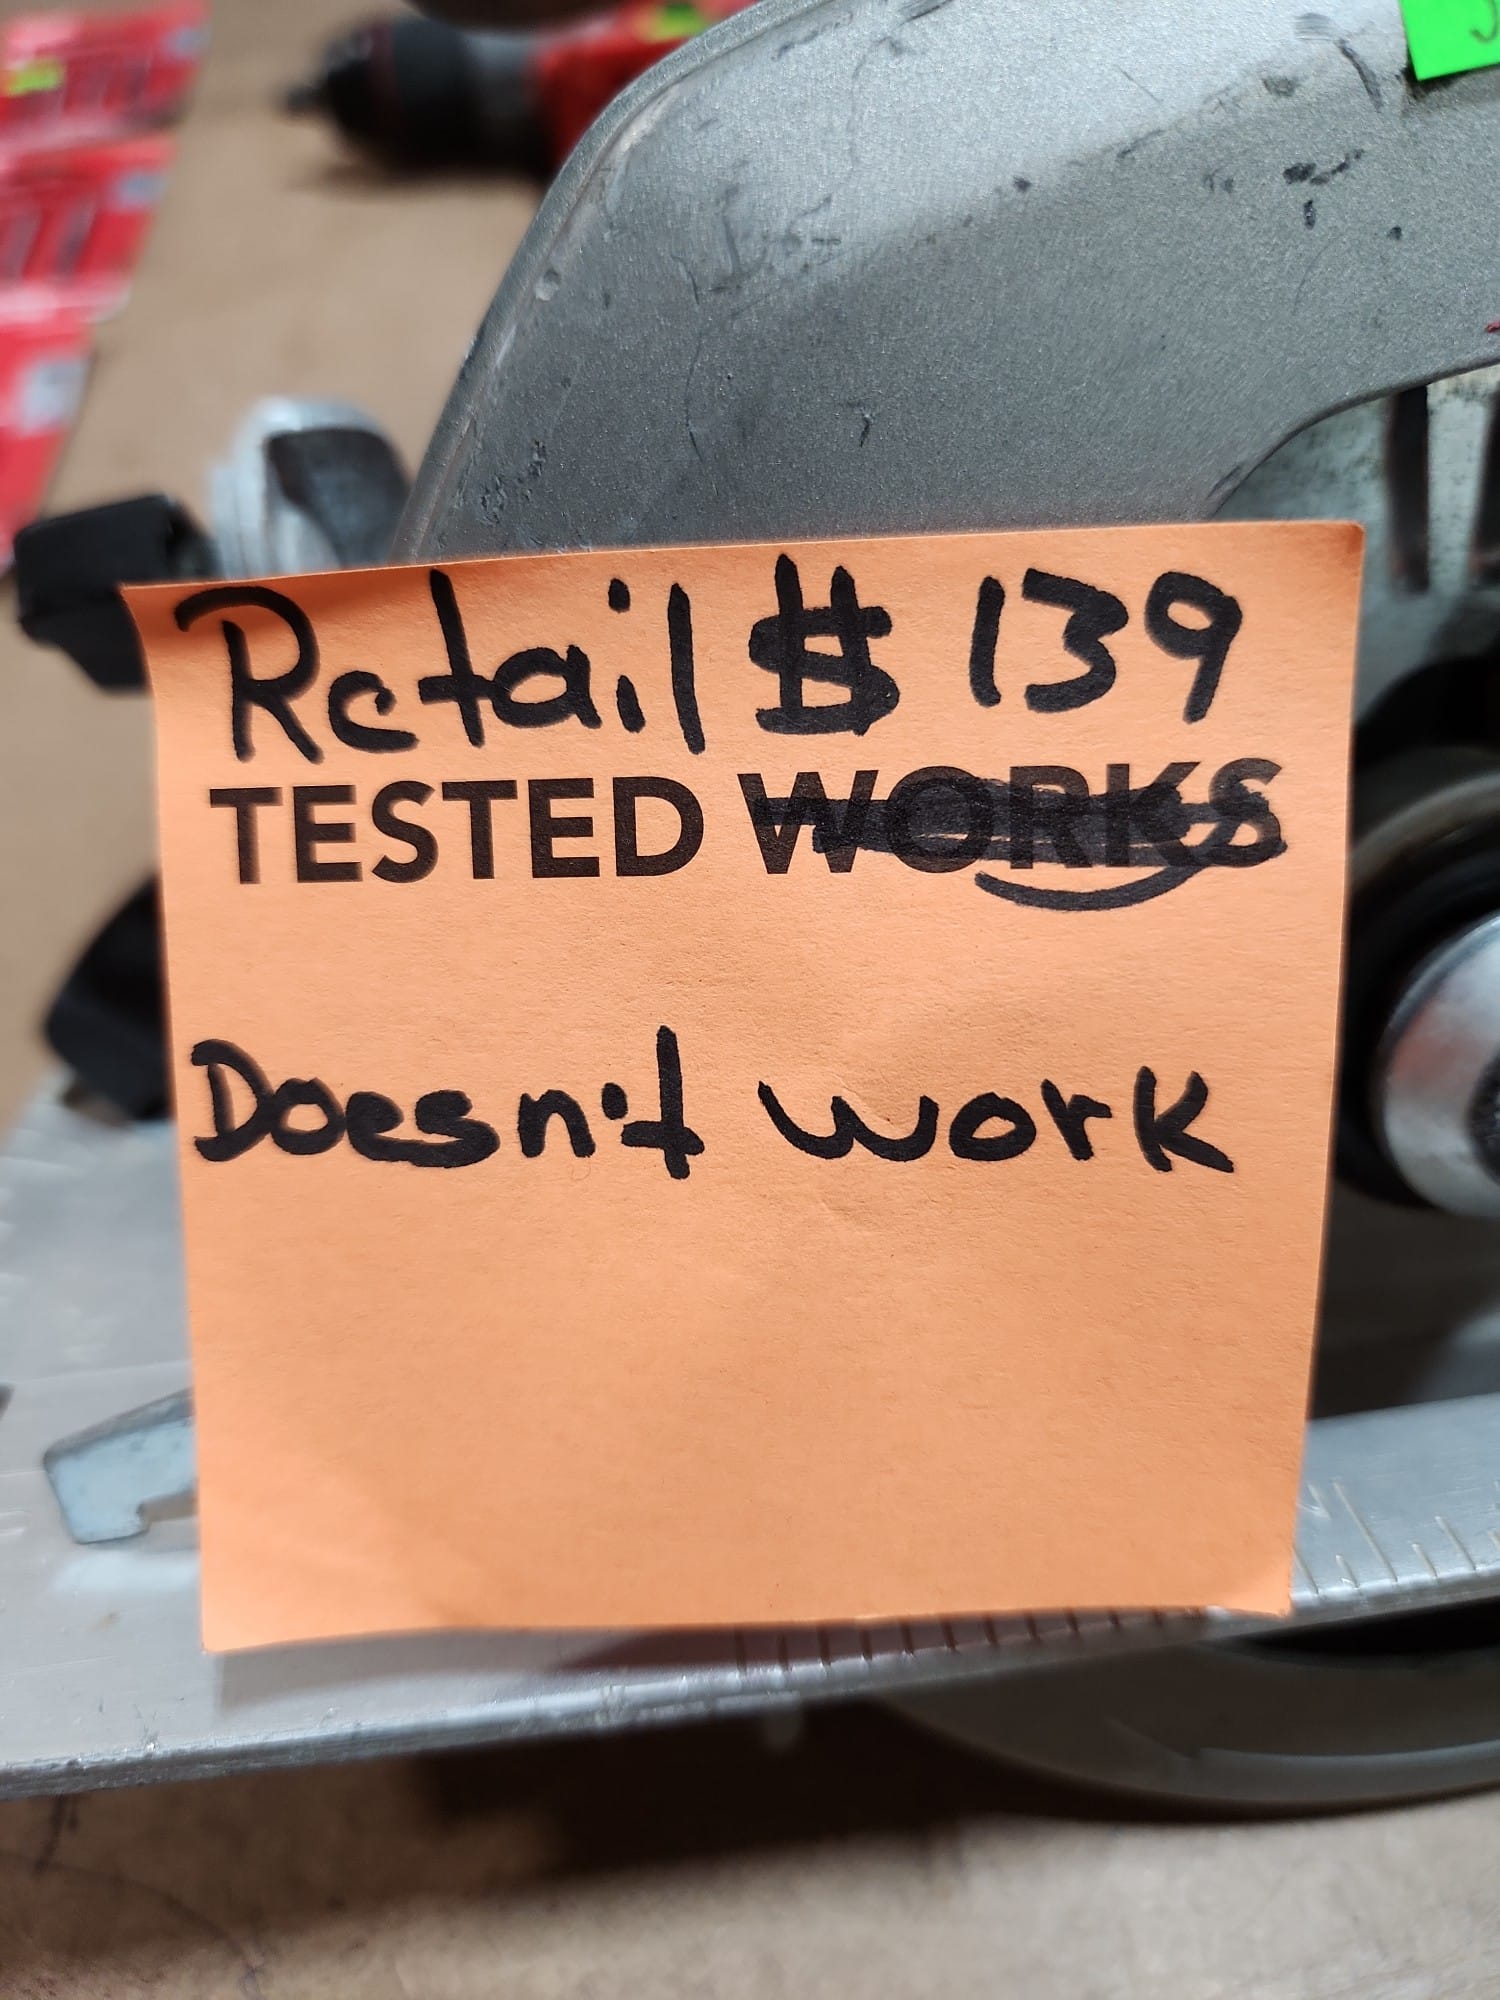 Retail $ 139
TESTED WORKS
Doesn't work